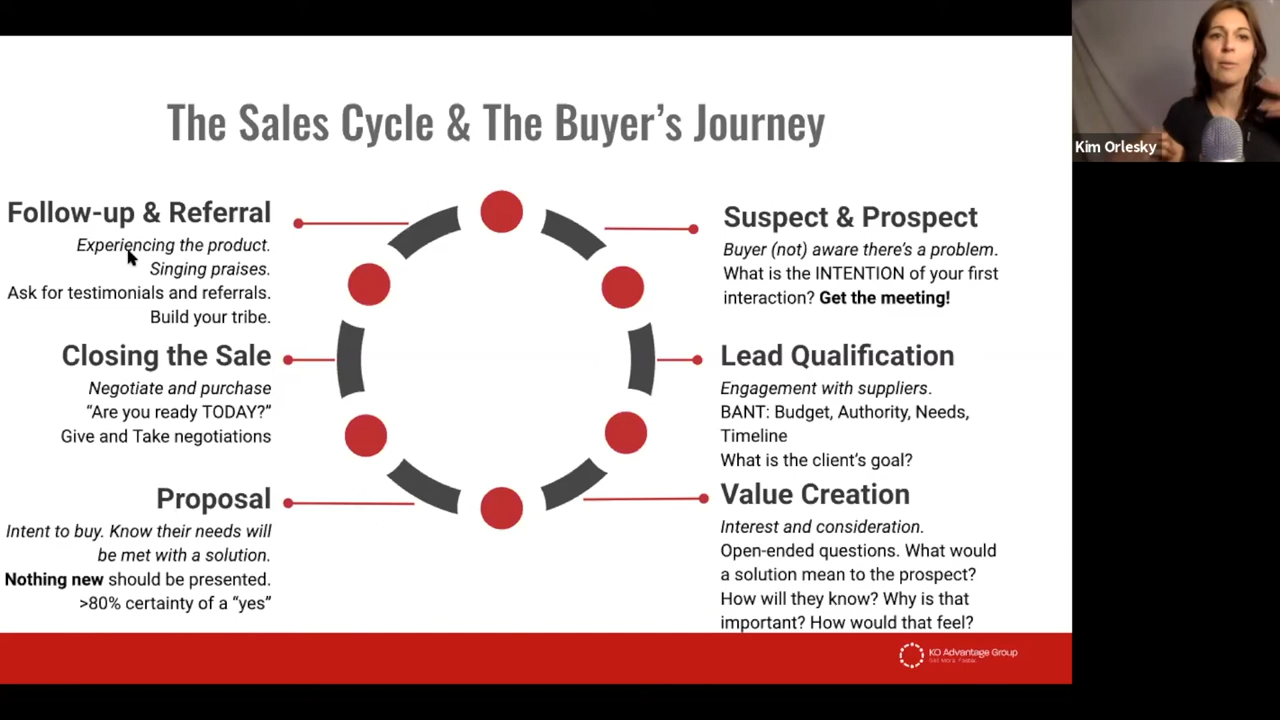 The Sales Cycle & The Buyer's Journey
Kim Orlesky
Follow-up & Referral
Experiencing the product.
Singing praises.
Ask for testimonials and referrals.
Build your tribe.
Closing the Sale
Negotiate and purchase
“Are you ready TODAY?”
Give and Take negotiations
Proposal
Intent to buy. Know their needs will
be met with a solution.
Nothing new should be presented.
>80% certainty of a “yes”
Suspect & Prospect
Buyer (not) aware there's a problem.
What is the INTENTION of your first
interaction? Get the meeting!
Lead Qualification
Engagement with suppliers.
BANT: Budget, Authority, Needs,
Timeline
What is the client's goal?
Value Creation
Interest and consideration.
Open-ended questions. What would
a solution mean to the prospect?
How will they know? Why is that
important? How would that feel?
KO Advantage Group
Sell More. Faster.